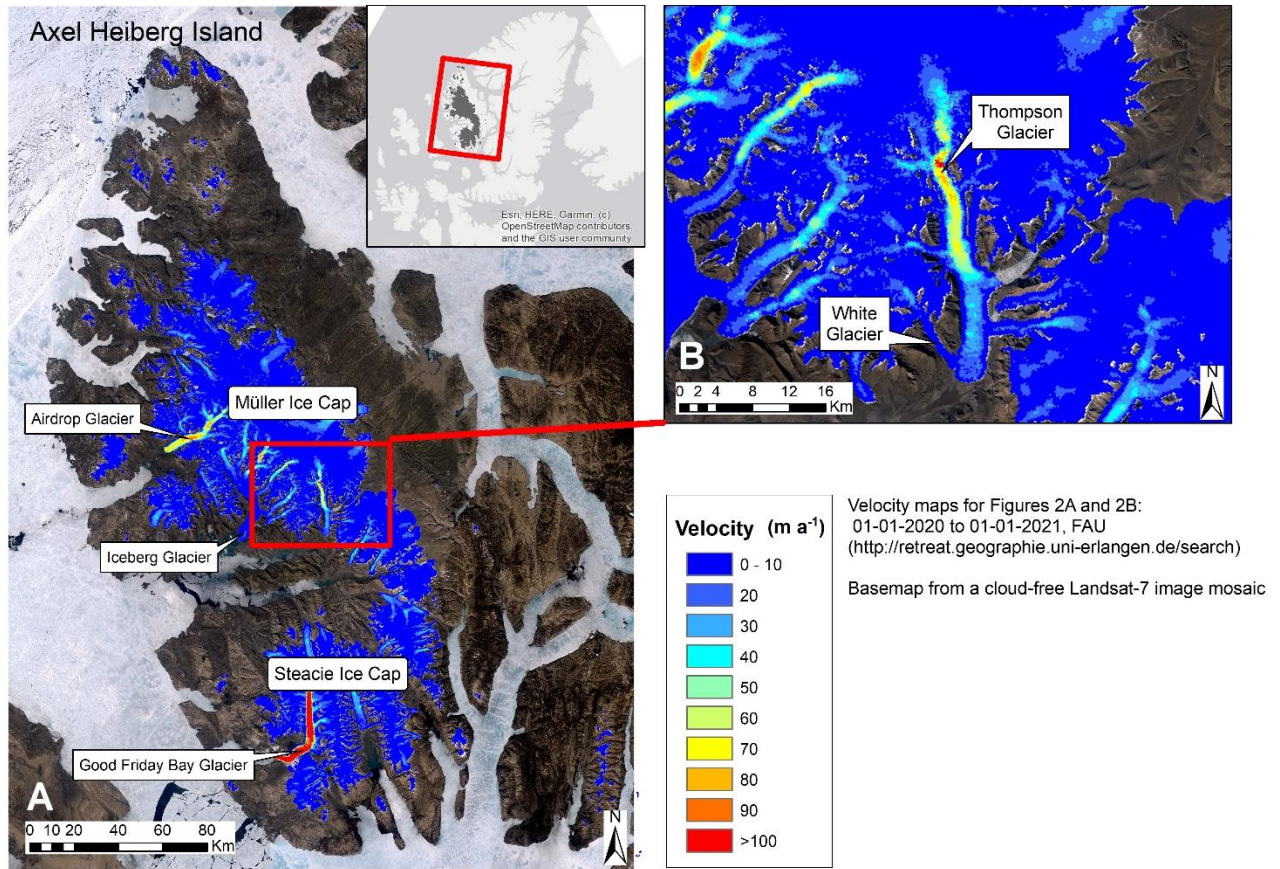 Axel Heiberg Island
Esri, HERE, Garmin, (c)
OpenStreetMap contributors,
and the GIS user community
Müller Ice Cap
Airdrop Glacier
Iceberg Glacier
Steacie Ice Cap
Good Friday Bay Glacier
A
0 10 20 40 60 80
Km
N
Thompson
Glacier
White
Glacier
B
0 2 4 8 12 16
Km
N
Velocity (m a⁻¹)
0 - 10
20
30
40
50
60
70
80
90
>100
Velocity maps for Figures 2A and 2B:
01-01-2020 to 01-01-2021, FAU
(http://retreat.geographie.uni-erlangen.de/search)
Basemap from a cloud-free Landsat-7 image mosaic